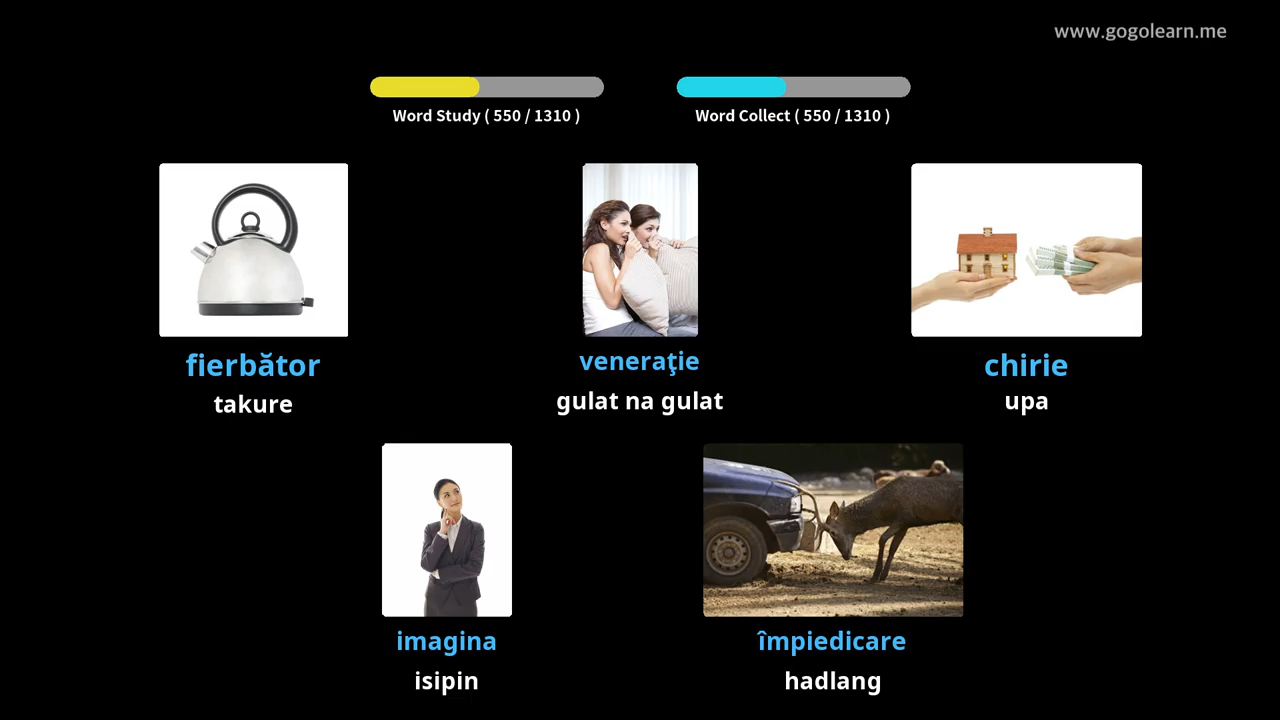 www.gogolearn.me
Word Study ( 550 / 1310 )
Word Collect ( 550 / 1310 )
fierbător
takure
veneraţie
gulat na gulat
chirie
upa
imagina
isipin
împiedicare
hadlang